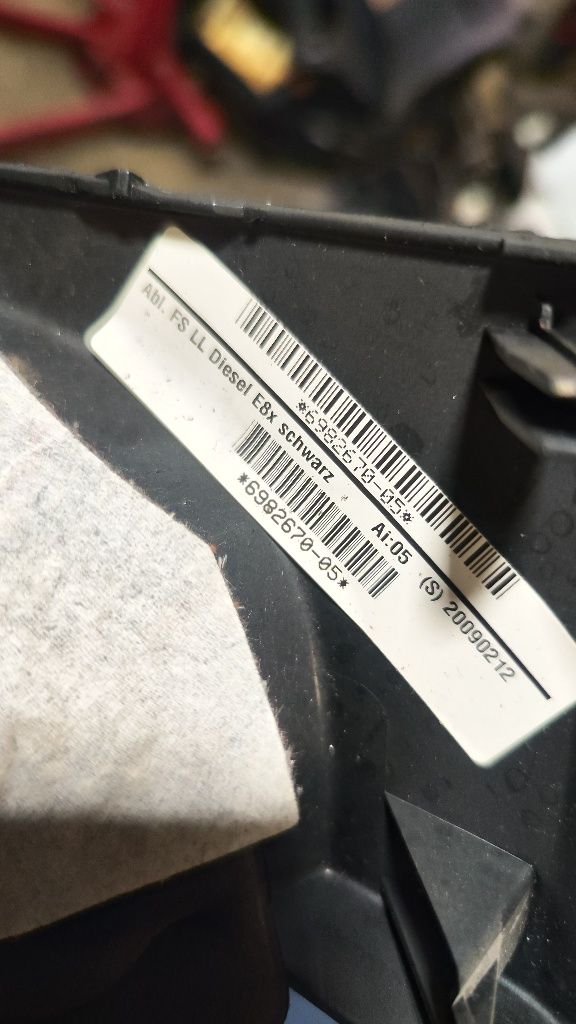 *6982670-05*
Abl. FS LL Diesel E8x schwarz
Ai:05 (S) 20090212
*6982670-05*